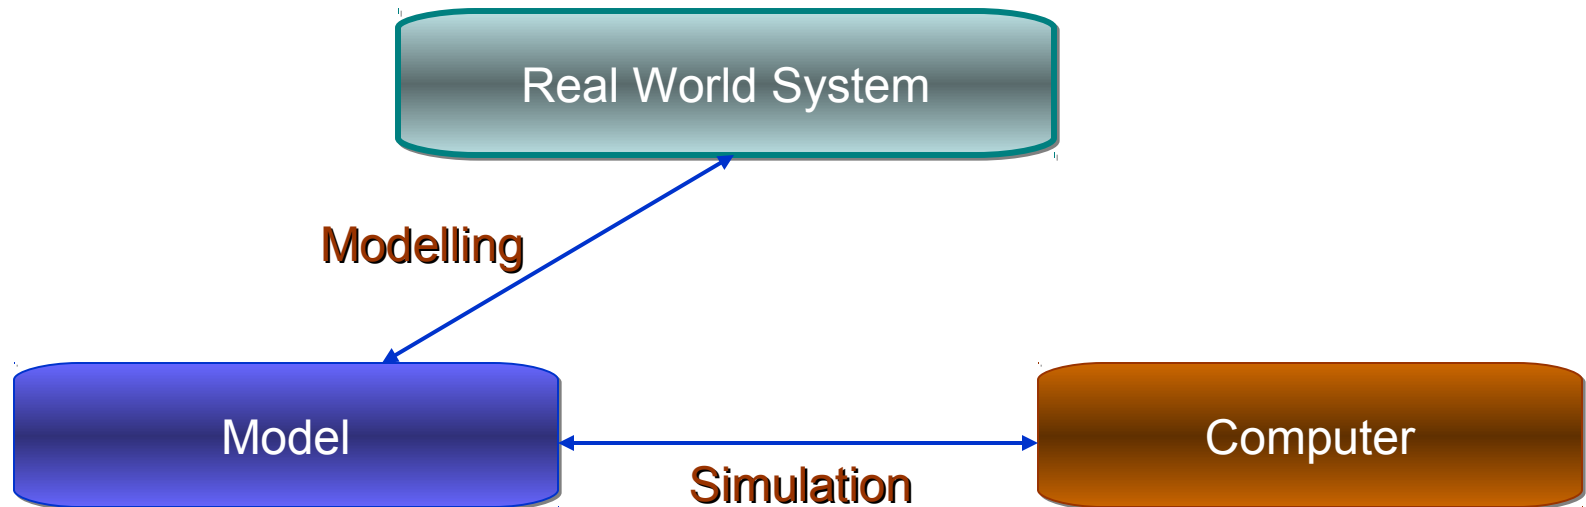 Real World System
Modelling
Model
Computer
Simulation